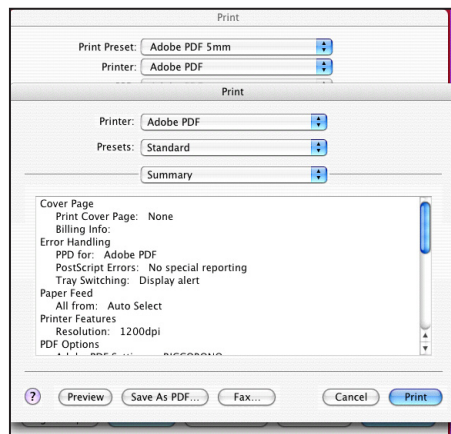 Print
Print Preset: Adobe PDF 5mm
Printer: Adobe PDF
Print
Printer: Adobe PDF
Presets: Standard
Summary
Cover Page
Print Cover Page: None
Billing Info:
Error Handling
PPD for: Adobe PDF
PostScript Errors: No special reporting
Tray Switching: Display alert
Paper Feed
All from: Auto Select
Printer Features
Resolution: 1200dpi
PDF Options
? Preview Save As PDF... Fax... Cancel Print